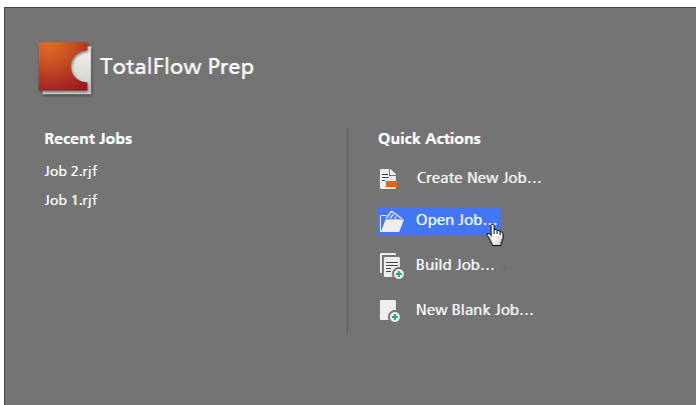 TotalFlow Prep
Recent Jobs
Job 2.rjf
Job 1.rjf
Quick Actions
Create New Job...
Open Job...
Build Job...
New Blank Job...